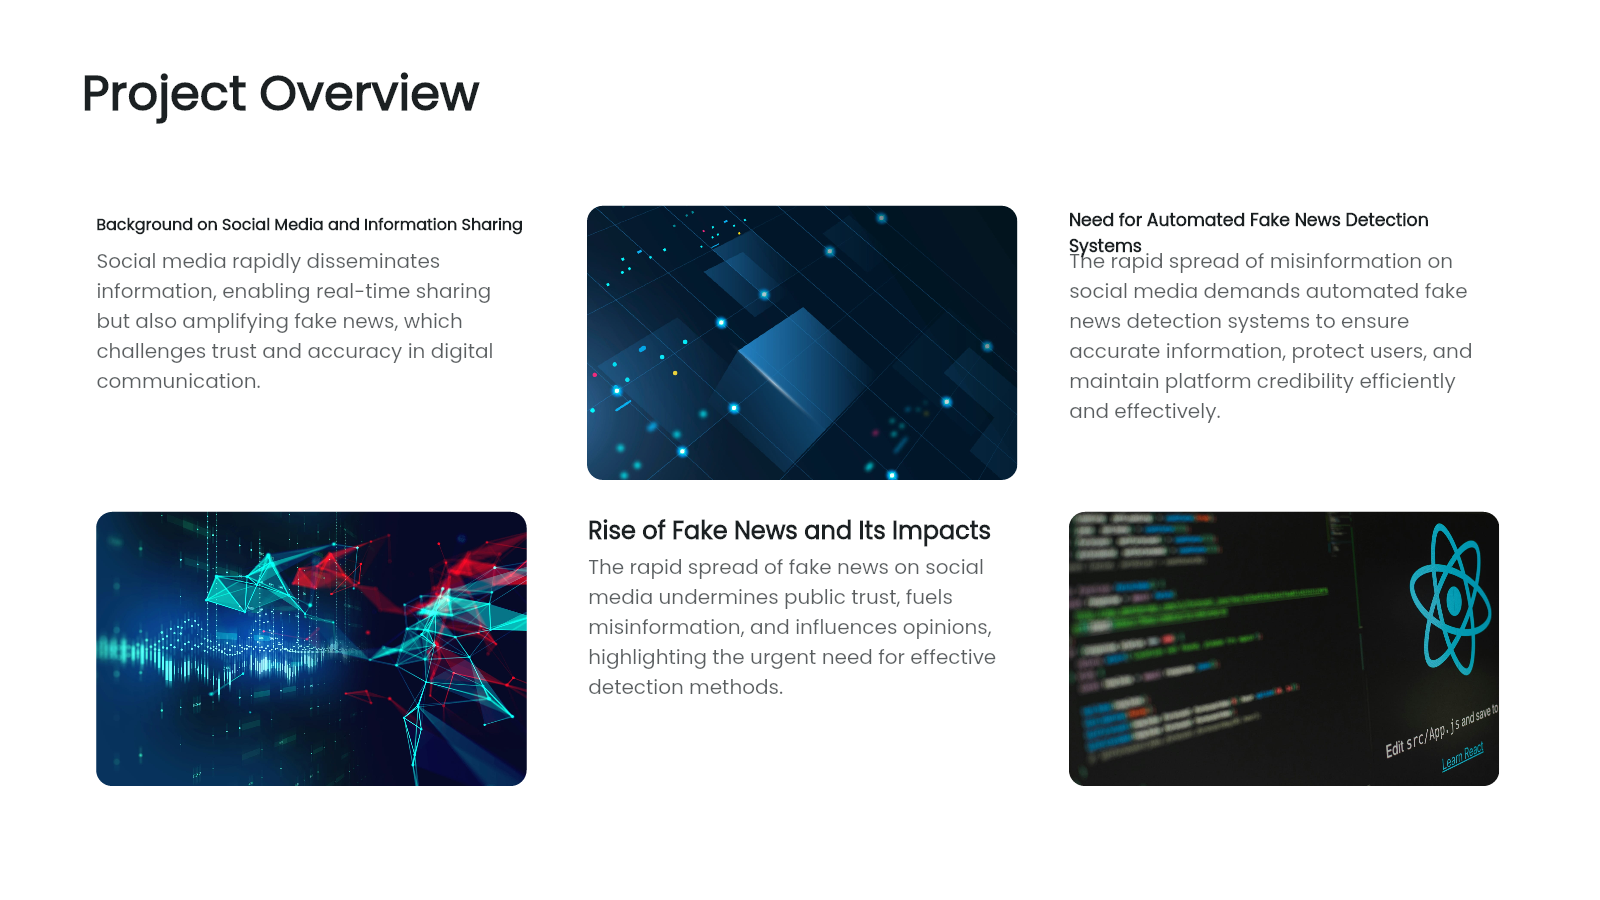 Project Overview
Background on Social Media and Information Sharing
Social media rapidly disseminates
information, enabling real-time sharing
but also amplifying fake news, which
challenges trust and accuracy in digital
communication.
Rise of Fake News and Its Impacts
The rapid spread of fake news on social
media undermines public trust, fuels
misinformation, and influences opinions,
highlighting the urgent need for effective
detection methods.
Need for Automated Fake News Detection
Systems
The rapid spread of misinformation on
social media demands automated fake
news detection systems to ensure
accurate information, protect users, and
maintain platform credibility efficiently
and effectively.
Edit src/App.js and save to
Learn React